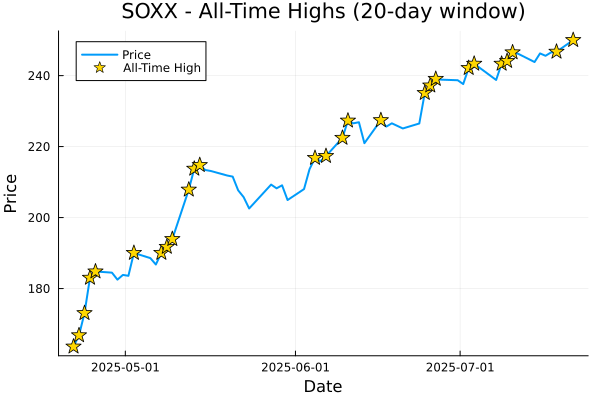 SOXX - All-Time Highs (20-day window)
Price
All-Time High
240
220
200
180
Price
2025-05-01
2025-06-01
2025-07-01
Date